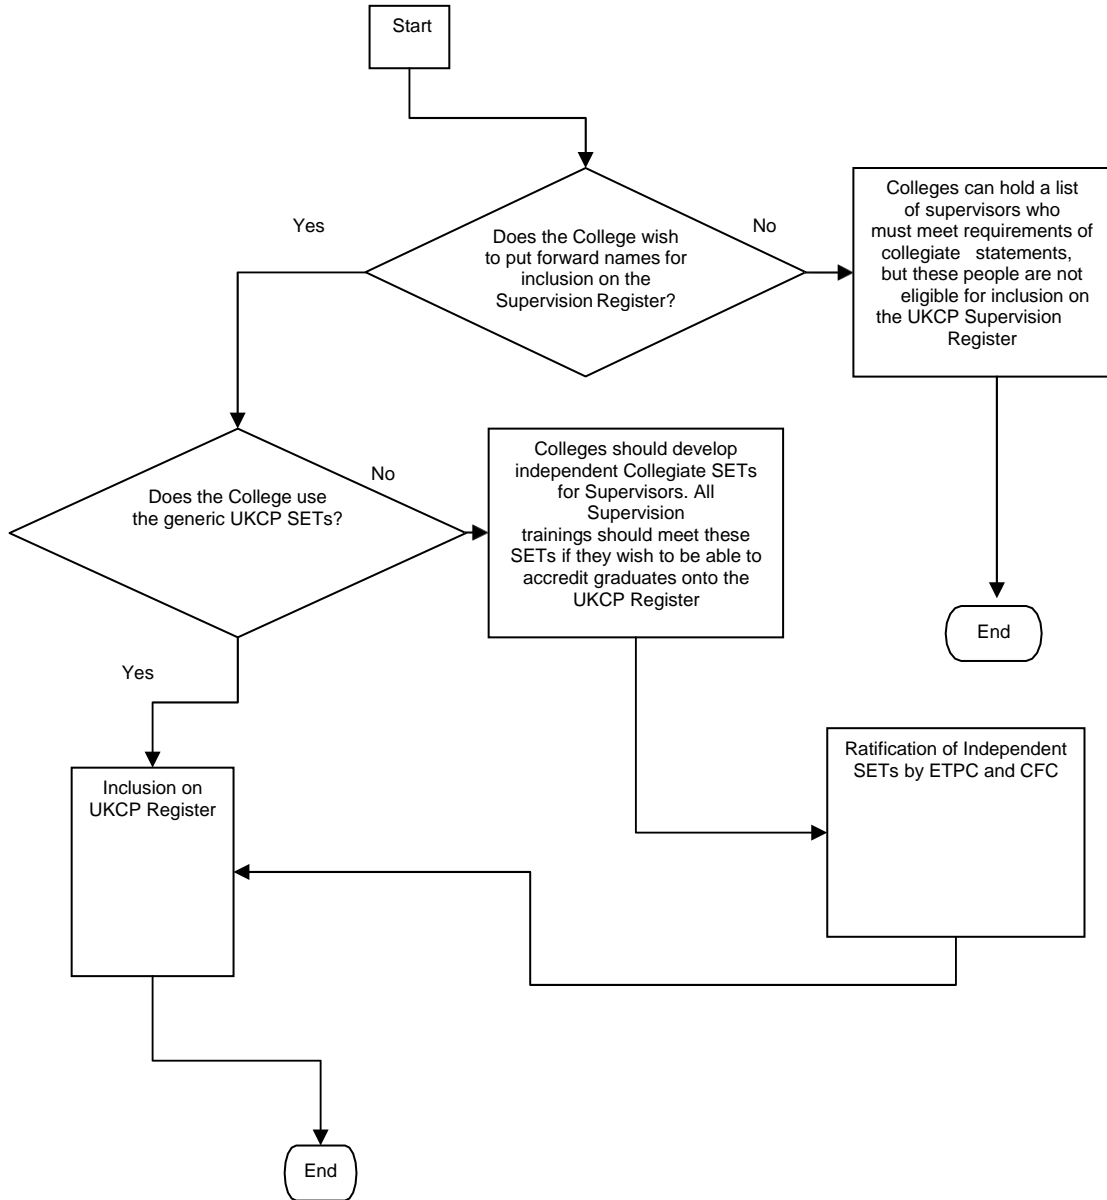 Start
Yes
Does the College wish
to put forward names for
inclusion on the
Supervision Register?
No
Colleges can hold a list
of supervisors who
must meet requirements of
collegiate statements,
but these people are not
eligible for inclusion on
the UKCP Supervision
Register
Does the College use
the generic UKCP SETs?
No
Colleges should develop
independent Collegiate SETs
for Supervisors. All
Supervision
trainings should meet these
SETs if they wish to be able to
accredit graduates onto the
UKCP Register
End
Yes
Inclusion on
UKCP Register
Ratification of Independent
SETs by ETPC and CFC
End